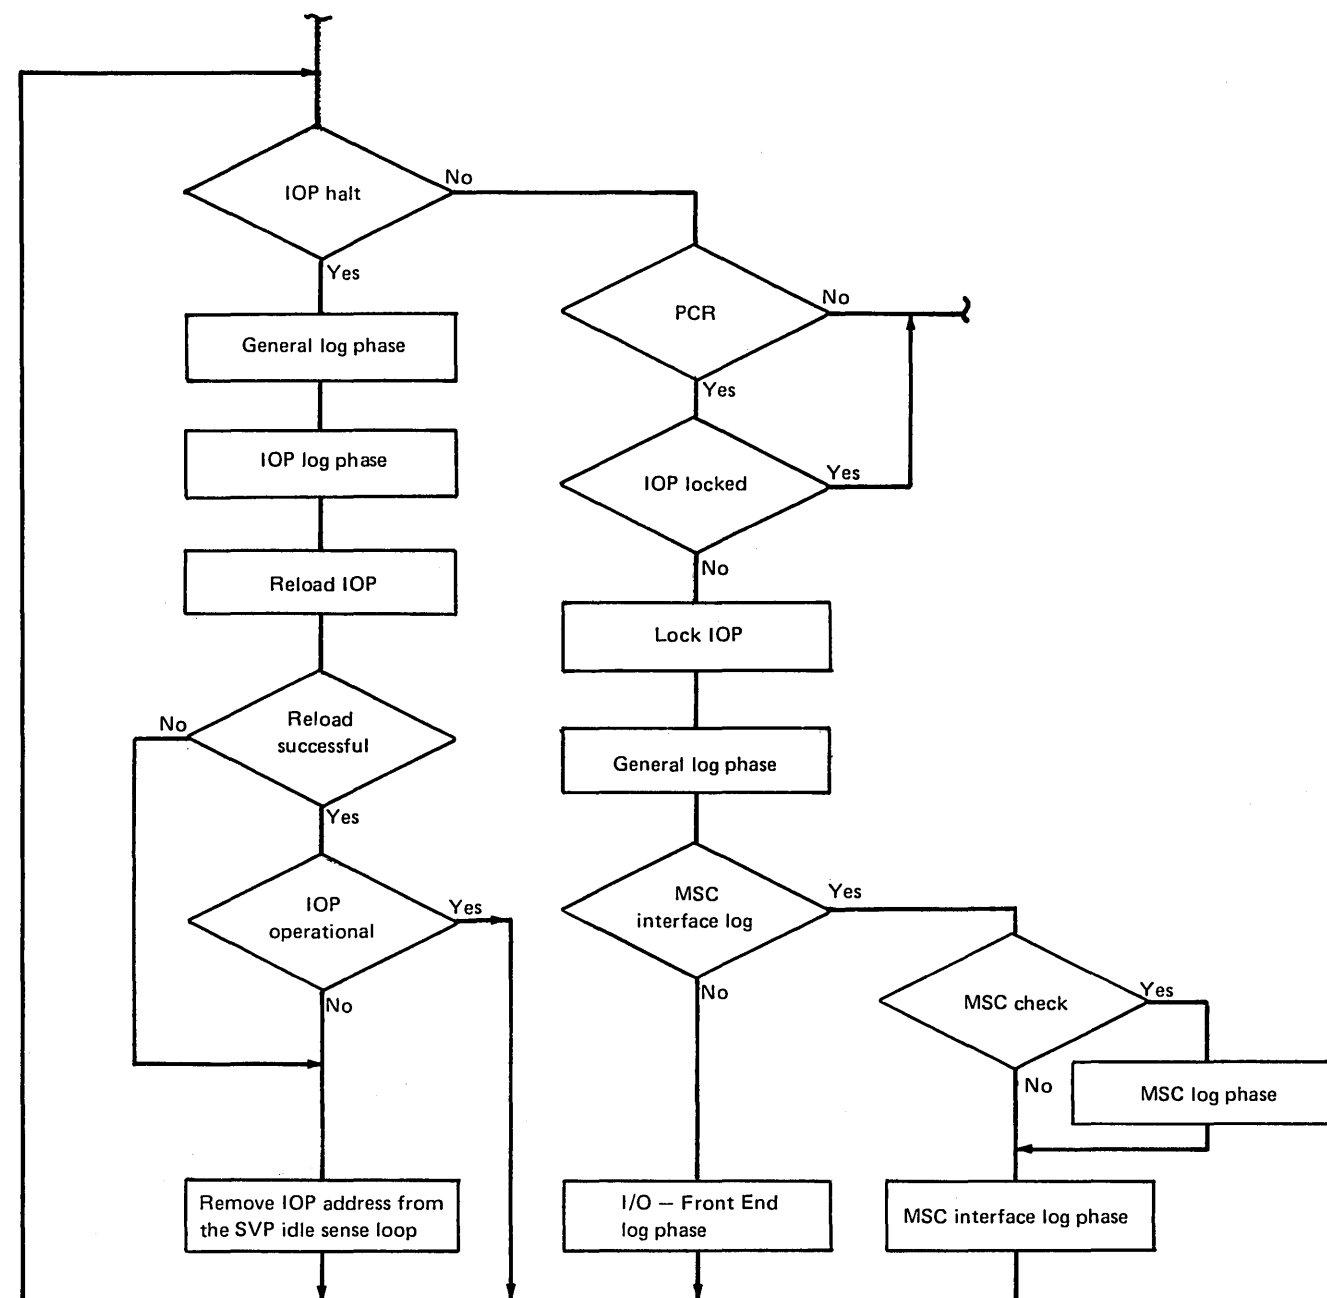 IOP halt
No
Yes
General log phase
IOP log phase
Reload IOP
No
Reload
successful
Yes
IOP
operational
Yes
No
Remove IOP address from
the SVP idle sense loop
PCR
No
Yes
IOP locked
Yes
No
Lock IOP
General log phase
MSC
interface log
Yes
No
I/O – Front End
log phase
MSC check
Yes
No
MSC log phase
MSC interface log phase